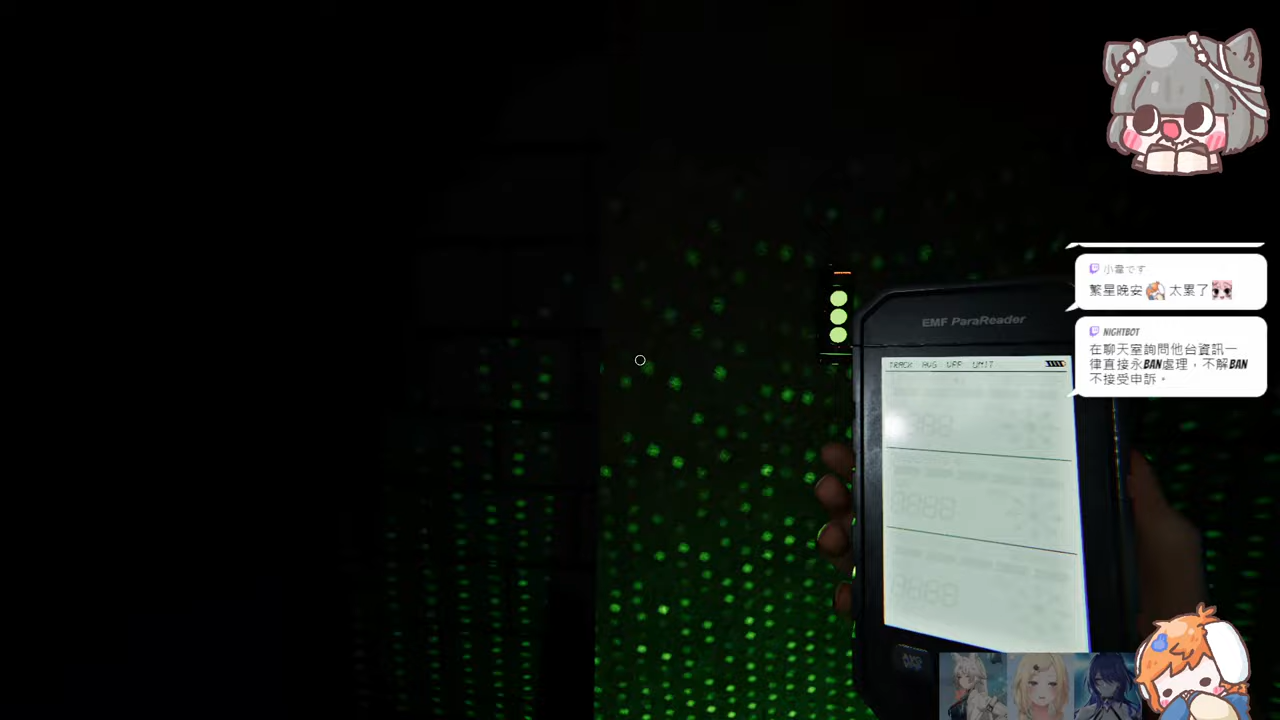 小韋です
繁星晚安 太累了
NIGHTBOT
在聊天室詢問他台資訊一
律直接永BAN處理，不解BAN
不接受申訴。
EMF ParaReader
TRACK AVG UFF UNIT